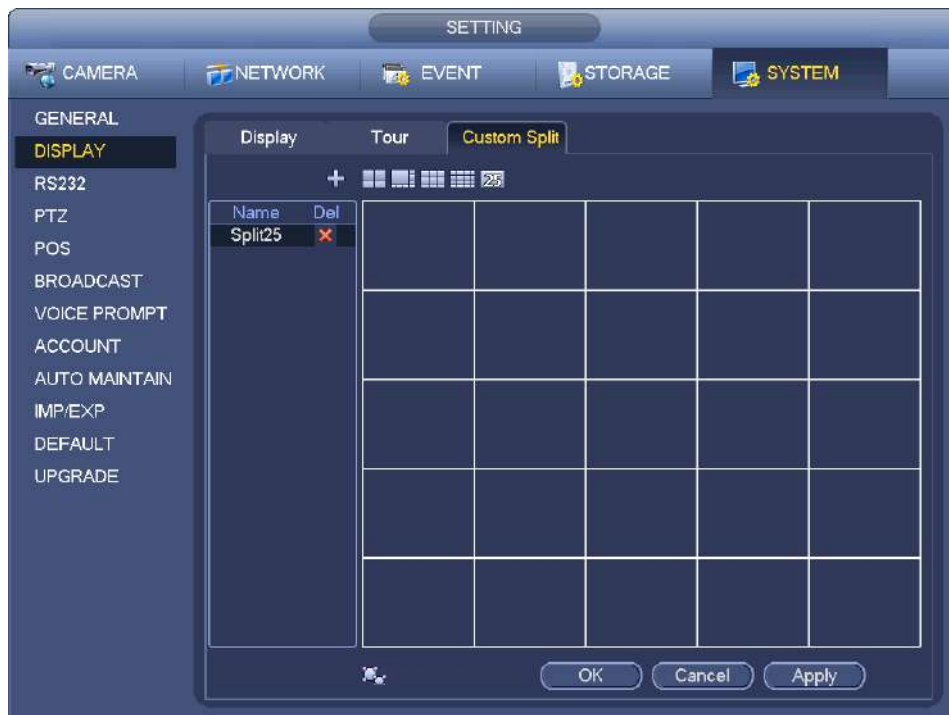 SETTING
CAMERA NETWORK EVENT STORAGE SYSTEM
GENERAL
DISPLAY
RS232
PTZ
POS
BROADCAST
VOICE PROMPT
ACCOUNT
AUTO MAINTAIN
IMP/EXP
DEFAULT
UPGRADE
Display Tour Custom Split
25
Name Del
Split25
OK Cancel Apply